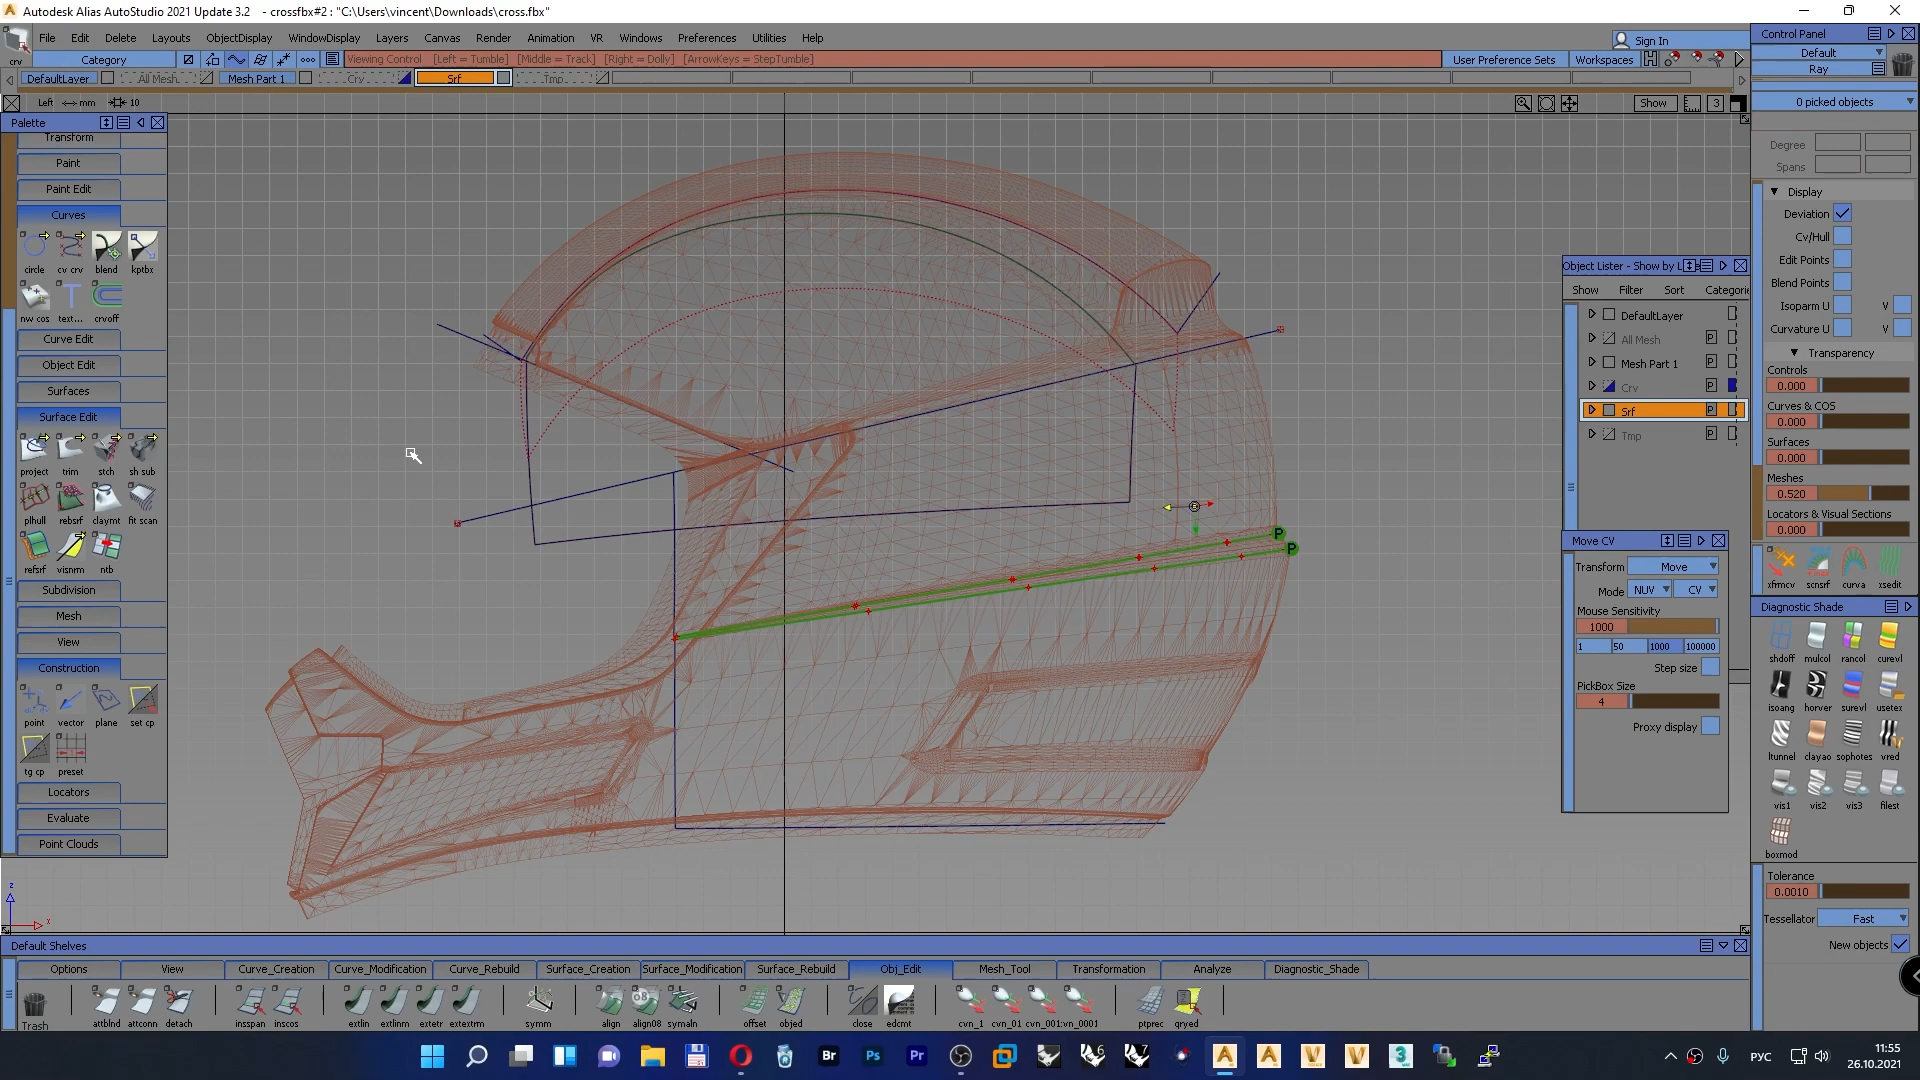 Autodesk Alias AutoStudio 2021 Update 3.2 - crossfbx#2 : "C:\Users\vincent\Downloads\cross.fbx"
File Edit Delete Layouts ObjectDisplay WindowDisplay Layers Canvas Render Animation VR Windows Preferences Utilities Help
Sign In
crv Category Viewing Control [Left = Tumble] [Middle = Track] [Right = Dolly] [ArrowKeys = StepTumble] User Preference Sets Workspaces
DefaultLayer All Mesh Mesh Part 1 Crv Srf Tmp
Left mm 10 Show 3
Palette
Transform
Paint
Paint Edit
Curves
circle cv crv blend kptbx
nw cos text... crvoff
Curve Edit
Object Edit
Surfaces
Surface Edit
project trim stch sh sub
plhull rebsrf claymt fit scan
refsrf visnrm ntb
Subdivision
Mesh
View
Construction
point vector plane set cp
tg cp preset
Locators
Evaluate
Point Clouds
P
P
z
x
Object Lister - Show by L
Show Filter Sort Categorie
DefaultLayer
All Mesh P
Mesh Part 1 P
Crv P
Srf P
Tmp P
Move CV
Transform Move
Mode NUV CV
Mouse Sensitivity
1000
1 50 1000 100000
Step size
PickBox Size
4
Proxy display
Control Panel
Default
Ray
0 picked objects
Degree
Spans
Display
Deviation
Cv/Hull
Edit Points
Blend Points
Isoparm U V
Curvature U V
Transparency
Controls
0.000
Curves & COS
0.000
Surfaces
0.000
Meshes
0.520
Locators & Visual Sections
0.000
xfrmcv scnsrf curva xsedit
Diagnostic Shade
shdoff mulcol rancol curevl
isoang horver surevl usetex
ltunnel clayao sophotes vred
vis1 vis2 vis3 filest
boxmod
Tolerance
0.0010
Tessellator Fast
New objects
Default Shelves
Options View Curve_Creation Curve_Modification Curve_Rebuild Surface_Creation Surface_Modification Surface_Rebuild Obj_Edit Mesh_Tool Transformation Analyze Diagnostic_Shade
Trash attblnd attconn detach insspan inscos extlin extlinm extetr extextrm symm align align08 symaln offset objed close edcmt cvn_1 cvn_01 cvn_001 vn_0001 ptprec qryed
Br Ps Pr 6 7 3 РУС 11:55
26.10.2021